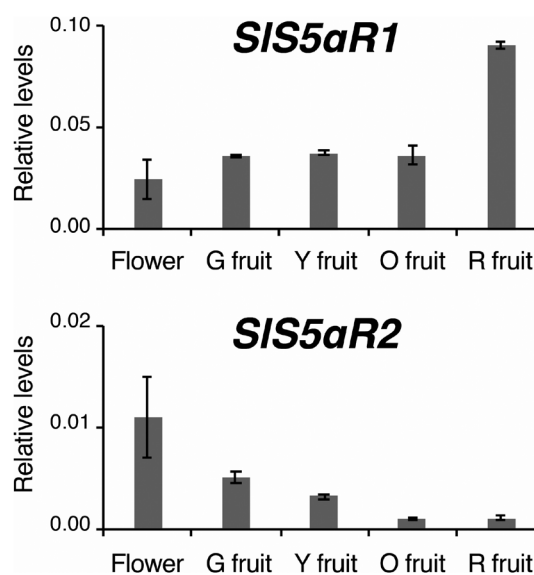 SlS5αR1
Relative levels
0.10
0.05
0.00
Flower G fruit Y fruit O fruit R fruit
SlS5αR2
Relative levels
0.02
0.01
0.00
Flower G fruit Y fruit O fruit R fruit